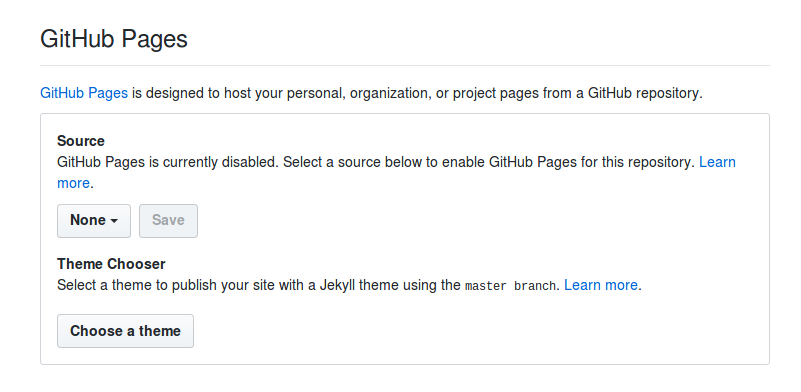 GitHub Pages
GitHub Pages is designed to host your personal, organization, or project pages from a GitHub repository.
Source
GitHub Pages is currently disabled. Select a source below to enable GitHub Pages for this repository. Learn
more.
None Save
Theme Chooser
Select a theme to publish your site with a Jekyll theme using the master branch. Learn more.
Choose a theme